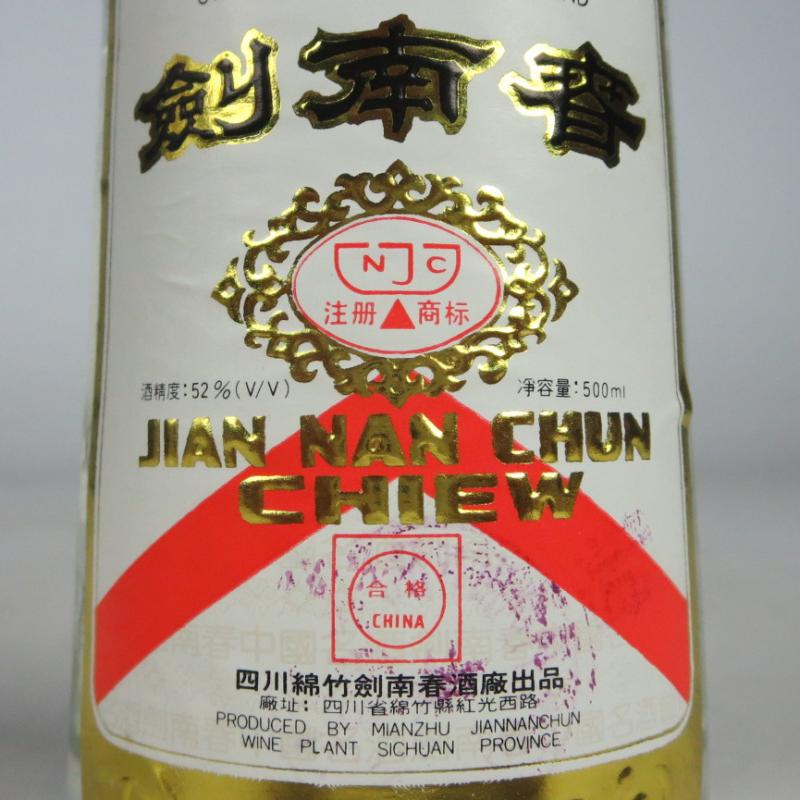 劍南春
NJC
注册 商标
酒精度:52%(V/V)
净容量:500ml
JIAN NAN CHUN
CHIEW
合格
CHINA
四川綿竹劍南春酒廠出品
廠址: 四川省綿竹縣紅光西路
PRODUCED BY MIANZHU JIANNANCHUN
WINE PLANT SICHUAN PROVINCE